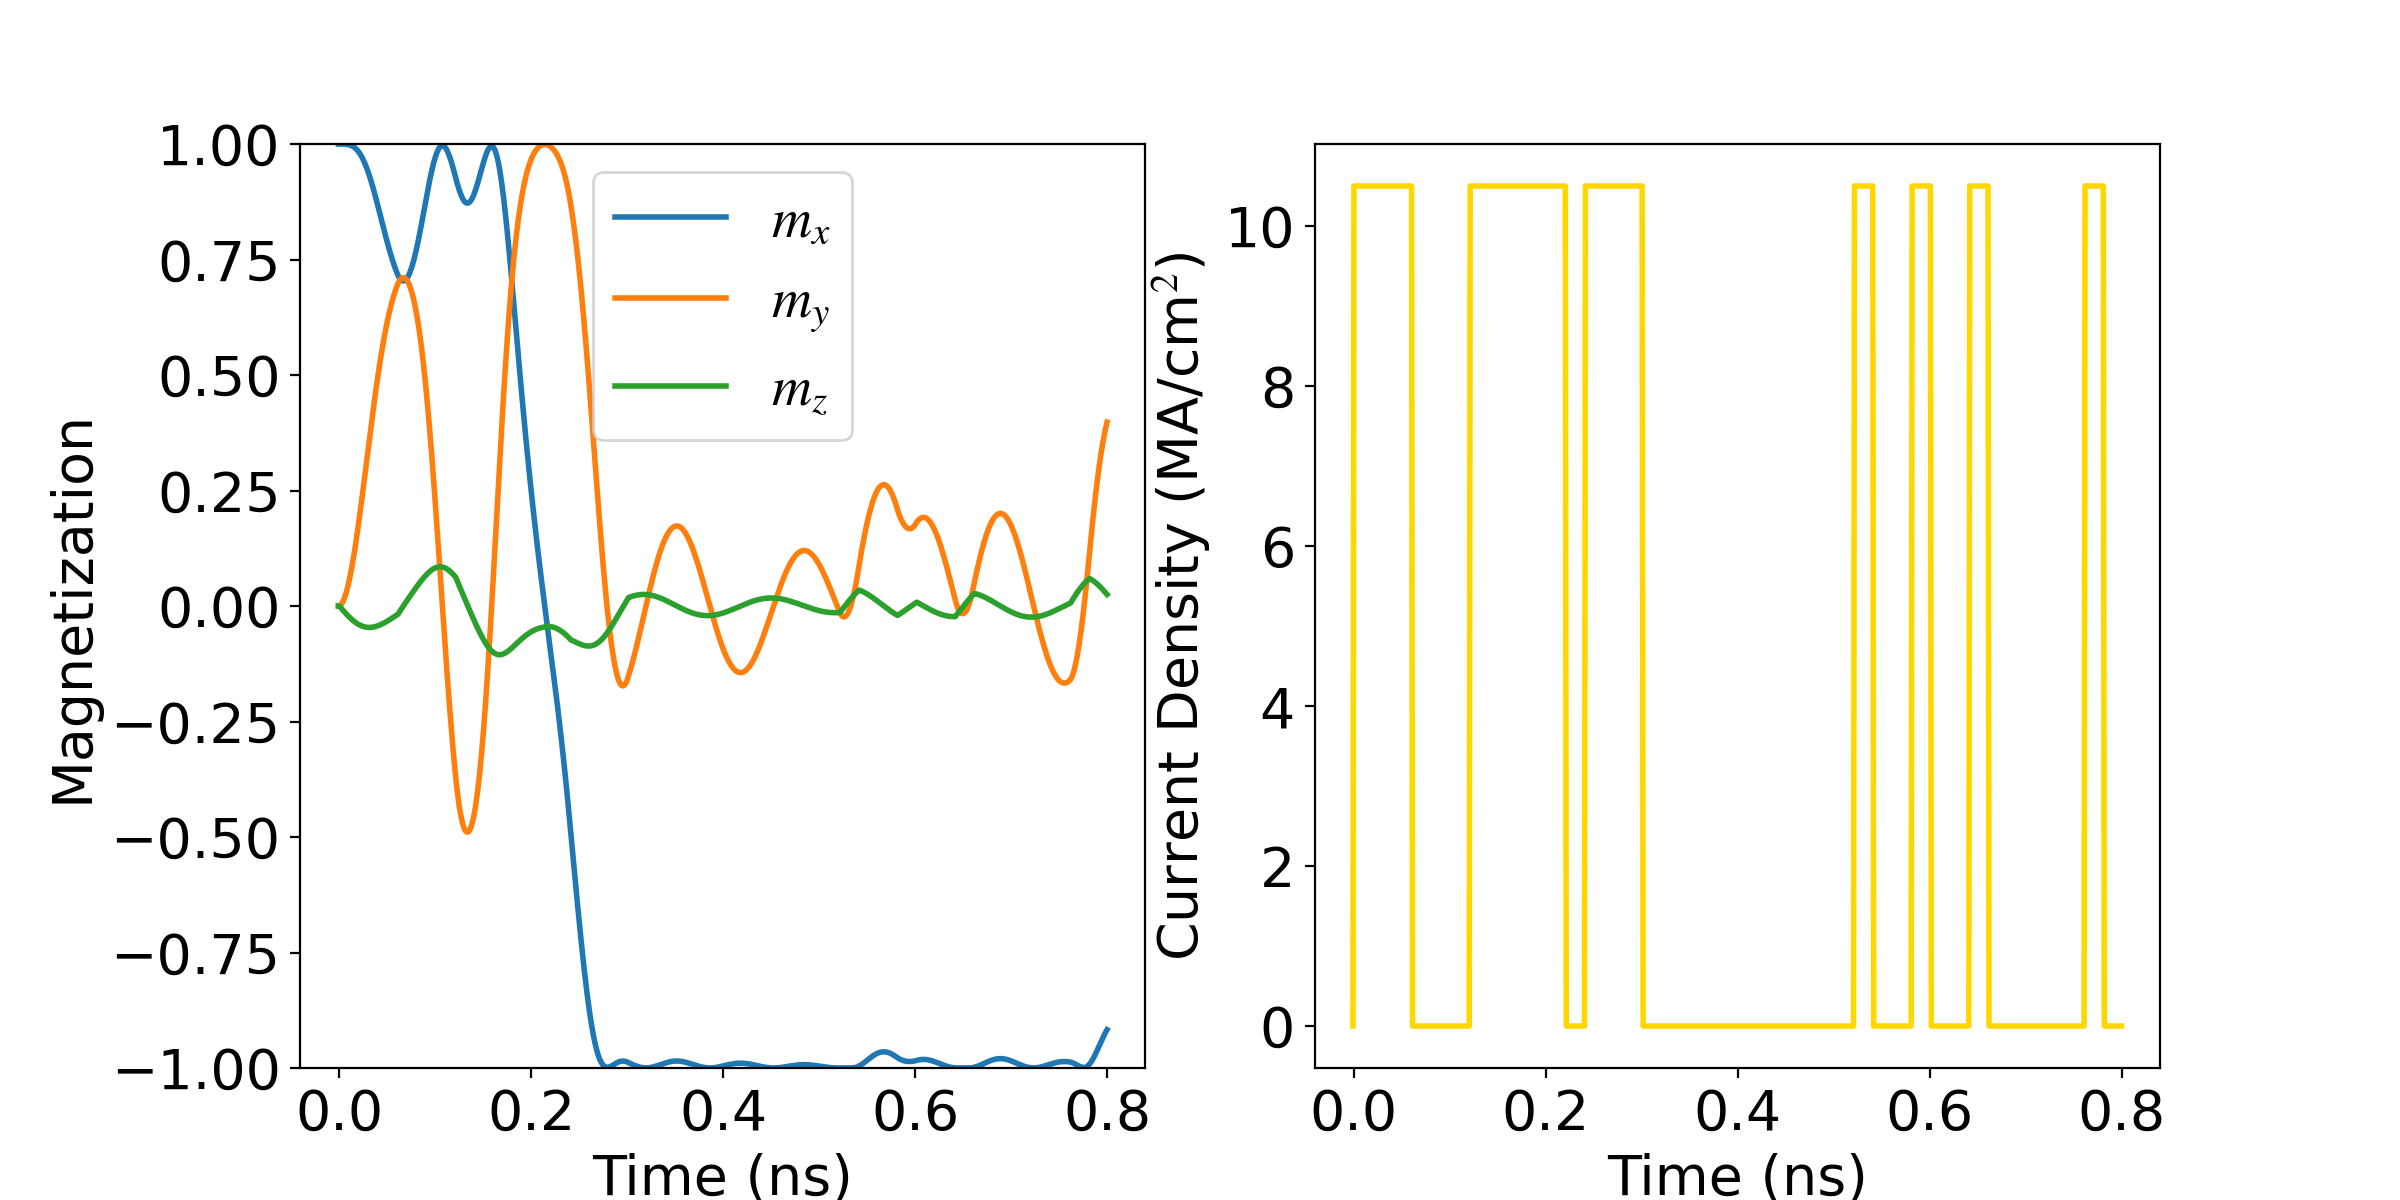 Magnetization
1.00
0.75
0.50
0.25
0.00
−0.25
−0.50
−0.75
−1.00
0.0 0.2 0.4 0.6 0.8
Time (ns)
m_x
m_y
m_z
Current Density (MA/cm²)
10
8
6
4
2
0
0.0 0.2 0.4 0.6 0.8
Time (ns)